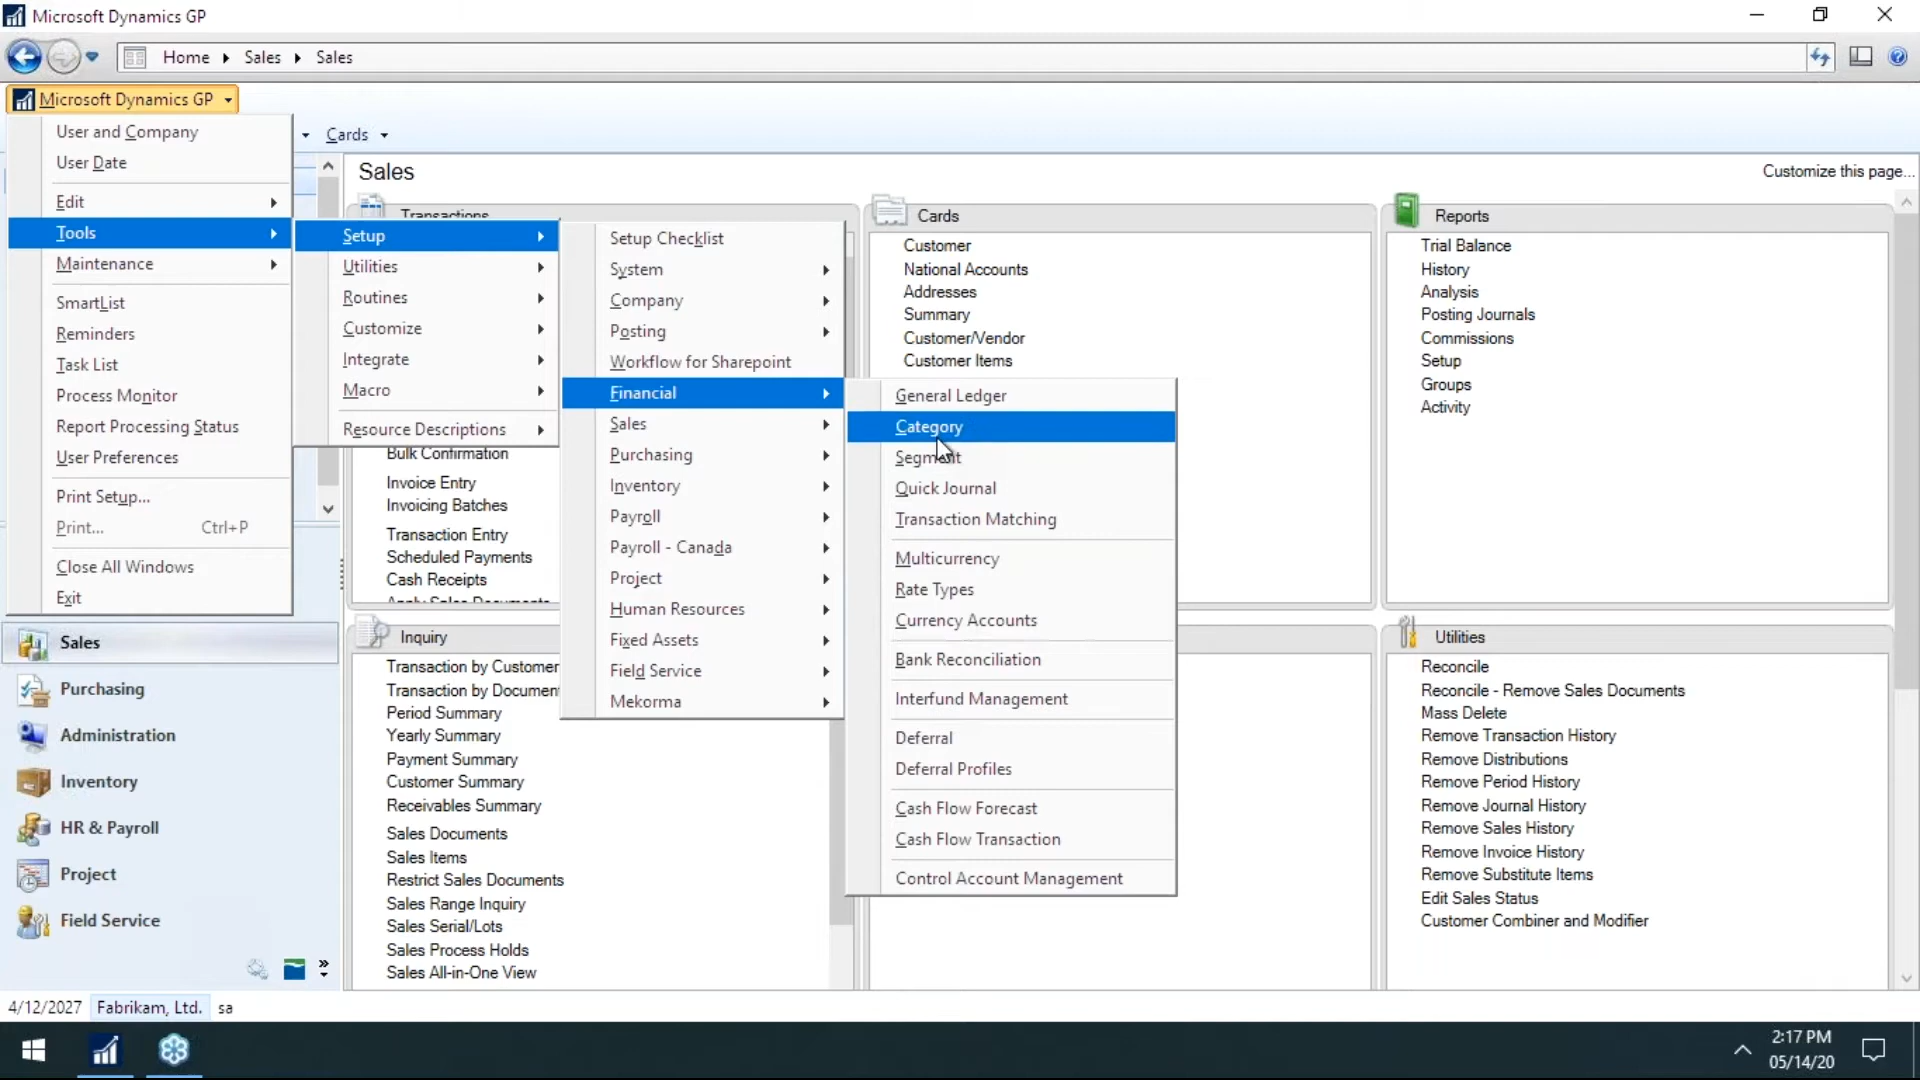 Microsoft Dynamics GP
Home Sales Sales
Microsoft Dynamics GP
Cards
User and Company
User Date
Edit
Tools
Maintenance
SmartList
Reminders
Task List
Process Monitor
Report Processing Status
User Preferences
Print Setup...
Print... Ctrl+P
Close All Windows
Exit
Setup
Utilities
Routines
Customize
Integrate
Macro
Resource Descriptions
Setup Checklist
System
Company
Posting
Workflow for Sharepoint
Financial
Sales
Purchasing
Inventory
Payroll
Payroll - Canada
Project
Human Resources
Fixed Assets
Field Service
Mekorma
General Ledger
Category
Segment
Quick Journal
Transaction Matching
Multicurrency
Rate Types
Currency Accounts
Bank Reconciliation
Interfund Management
Deferral
Deferral Profiles
Cash Flow Forecast
Cash Flow Transaction
Control Account Management
Sales
Customize this page...
Transactions
Bulk Confirmation
Invoice Entry
Invoicing Batches
Transaction Entry
Scheduled Payments
Cash Receipts
Apply Sales Documents
Cards
Customer
National Accounts
Addresses
Summary
Customer/Vendor
Customer Items
Reports
Trial Balance
History
Analysis
Posting Journals
Commissions
Setup
Groups
Activity
Inquiry
Transaction by Customer
Transaction by Documen
Period Summary
Yearly Summary
Payment Summary
Customer Summary
Receivables Summary
Sales Documents
Sales Items
Restrict Sales Documents
Sales Range Inquiry
Sales Serial/Lots
Sales Process Holds
Sales All-in-One View
Utilities
Reconcile
Reconcile - Remove Sales Documents
Mass Delete
Remove Transaction History
Remove Distributions
Remove Period History
Remove Journal History
Remove Sales History
Remove Invoice History
Remove Substitute Items
Edit Sales Status
Customer Combiner and Modifier
Sales
Purchasing
Administration
Inventory
HR & Payroll
Project
Field Service
4/12/2027 Fabrikam, Ltd. sa
2:17 PM
05/14/20